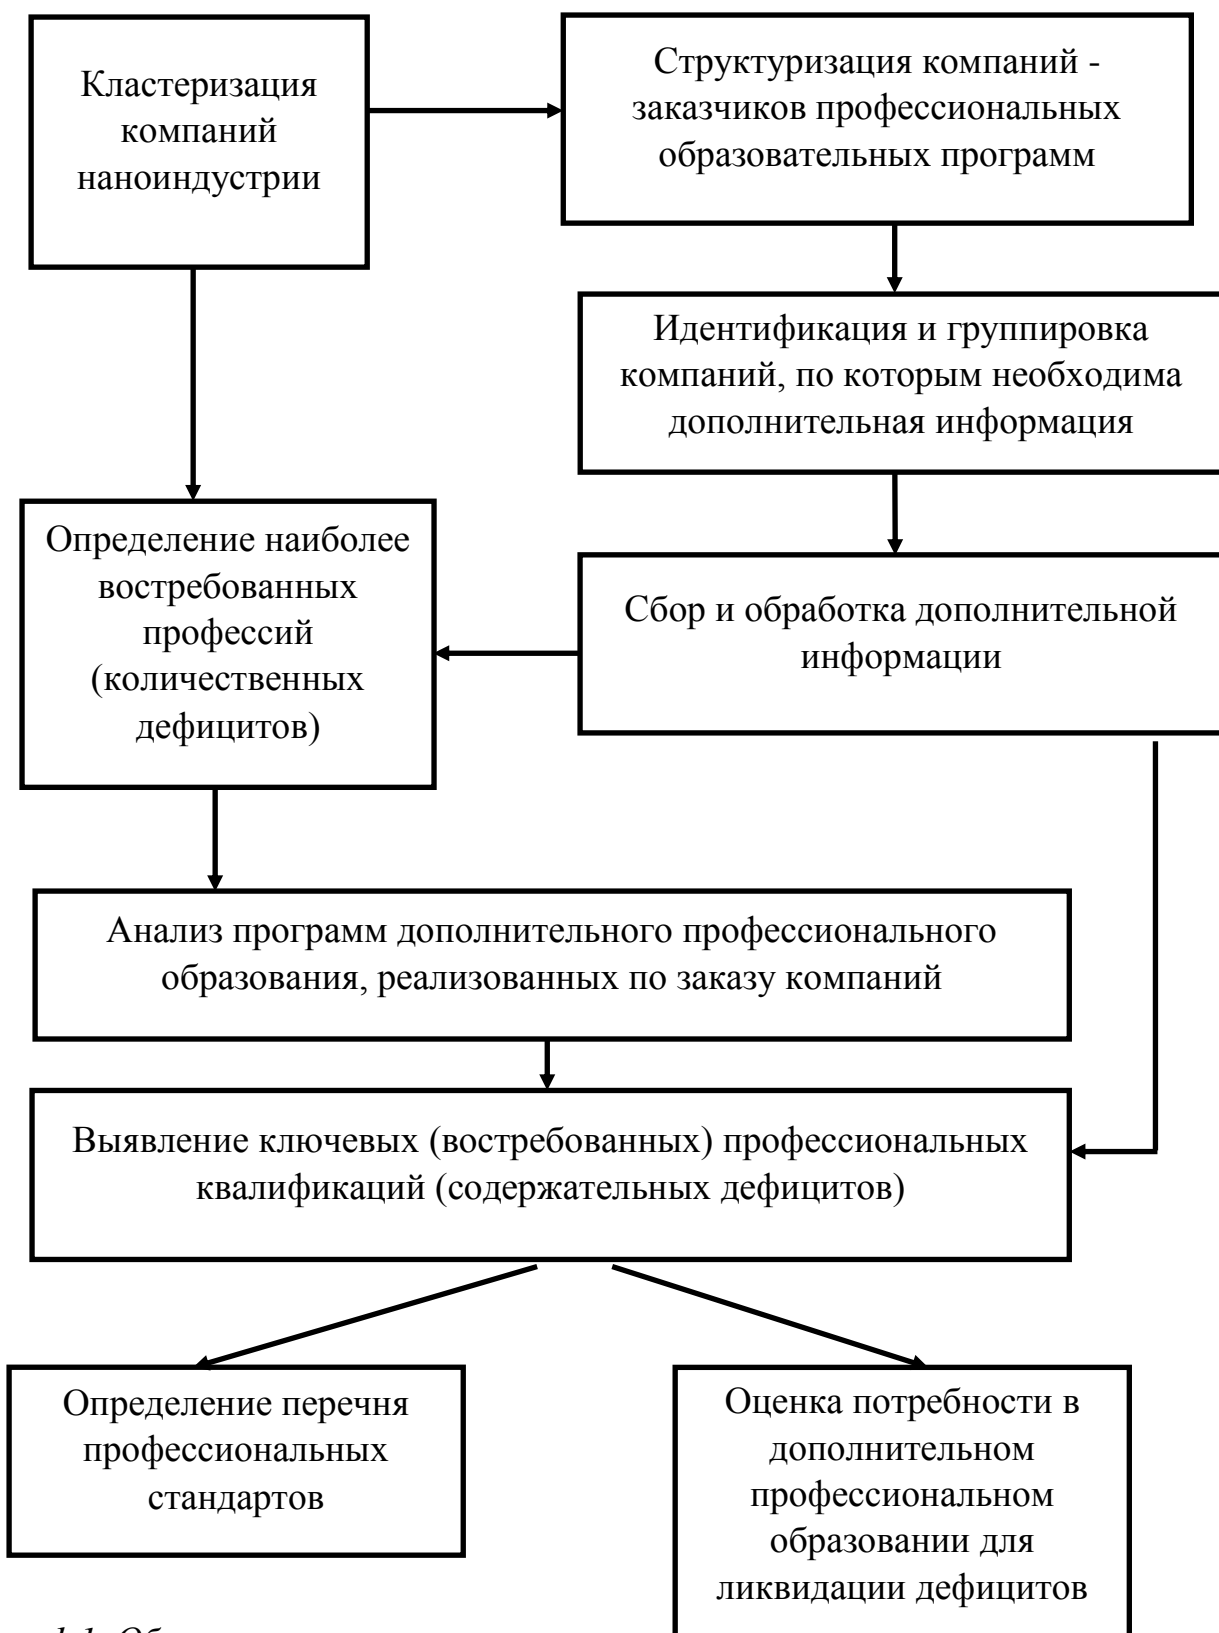 Кластеризация
компаний
наноиндустрии
Структуризация компаний -
заказчиков профессиональных
образовательных программ
Идентификация и группировка
компаний, по которым необходима
дополнительная информация
Определение наиболее
востребованных
профессий
(количественных
дефицитов)
Сбор и обработка дополнительной
информации
Анализ программ дополнительного профессионального
образования, реализованных по заказу компаний
Выявление ключевых (востребованных) профессиональных
квалификаций (содержательных дефицитов)
Определение перечня
профессиональных
стандартов
Оценка потребности в
дополнительном
профессиональном
образовании для
ликвидации дефицитов